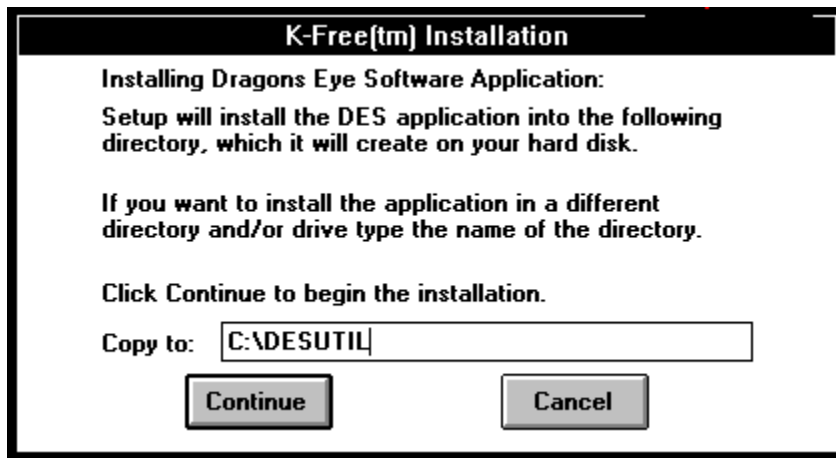 K-Free(tm) Installation
Installing Dragons Eye Software Application:
Setup will install the DES application into the following
directory, which it will create on your hard disk.
If you want to install the application in a different
directory and/or drive type the name of the directory.
Click Continue to begin the installation.
Copy to: C:\DESUTIL
Continue Cancel